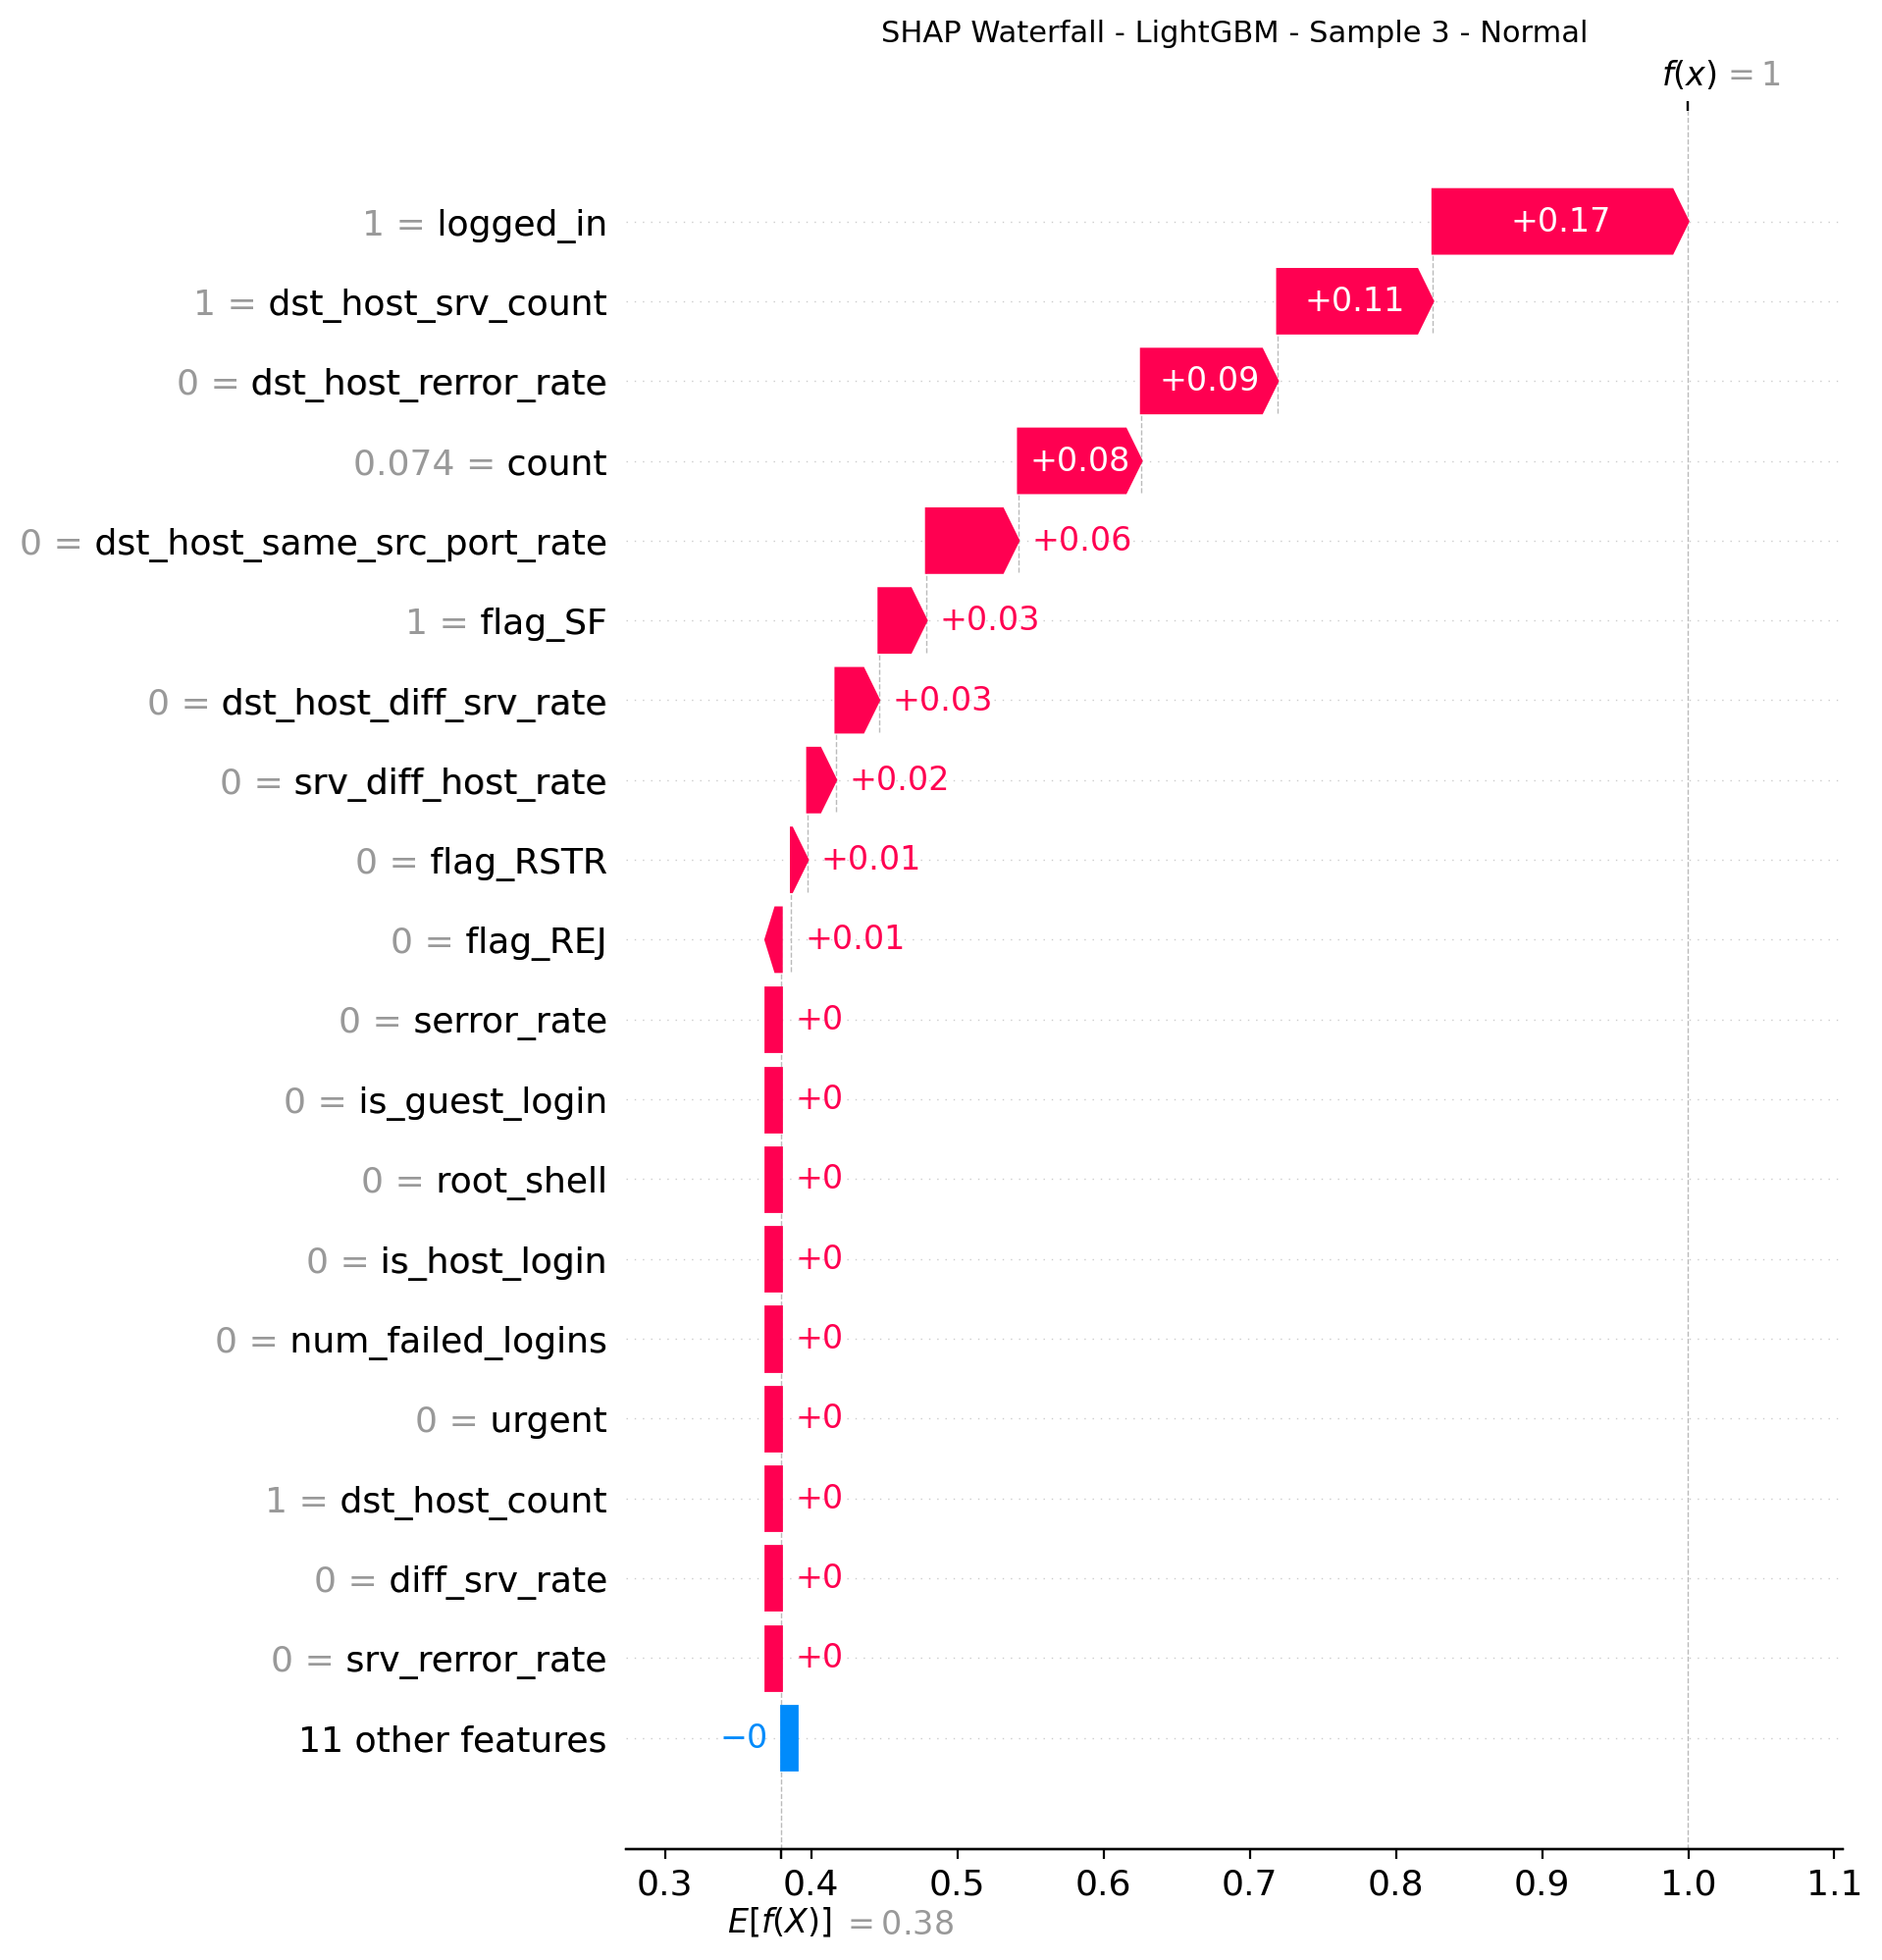 SHAP Waterfall - LightGBM - Sample 3 - Normal
f(x) = 1
1 = logged_in +0.17
1 = dst_host_srv_count +0.11
0 = dst_host_rerror_rate +0.09
0.074 = count +0.08
0 = dst_host_same_src_port_rate +0.06
1 = flag_SF +0.03
0 = dst_host_diff_srv_rate +0.03
0 = srv_diff_host_rate +0.02
0 = flag_RSTR +0.01
0 = flag_REJ +0.01
0 = serror_rate +0
0 = is_guest_login +0
0 = root_shell +0
0 = is_host_login +0
0 = num_failed_logins +0
0 = urgent +0
1 = dst_host_count +0
0 = diff_srv_rate +0
0 = srv_rerror_rate +0
11 other features −0
0.3 0.4 0.5 0.6 0.7 0.8 0.9 1.0 1.1
E[f(X)] = 0.38